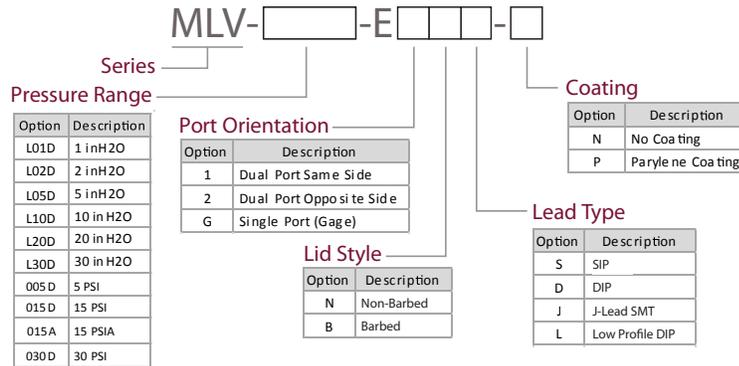 MLV- -E -
Series
Pressure Range
Option Description
L01D 1 inH2O
L02D 2 inH2O
L05D 5 inH2O
L10D 10 in H2O
L20D 20 in H2O
L30D 30 in H2O
005D 5 PSI
015D 15 PSI
015A 15 PSIA
030D 30 PSI
Port Orientation
Option Description
1 Dual Port Same Side
2 Dual Port Opposite Side
G Single Port (Gage)
Lid Style
Option Description
N Non-Barbed
B Barbed
Coating
Option Description
N No Coating
P Parylene Coating
Lead Type
Option Description
S SIP
D DIP
J J-Lead SMT
L Low Profile DIP